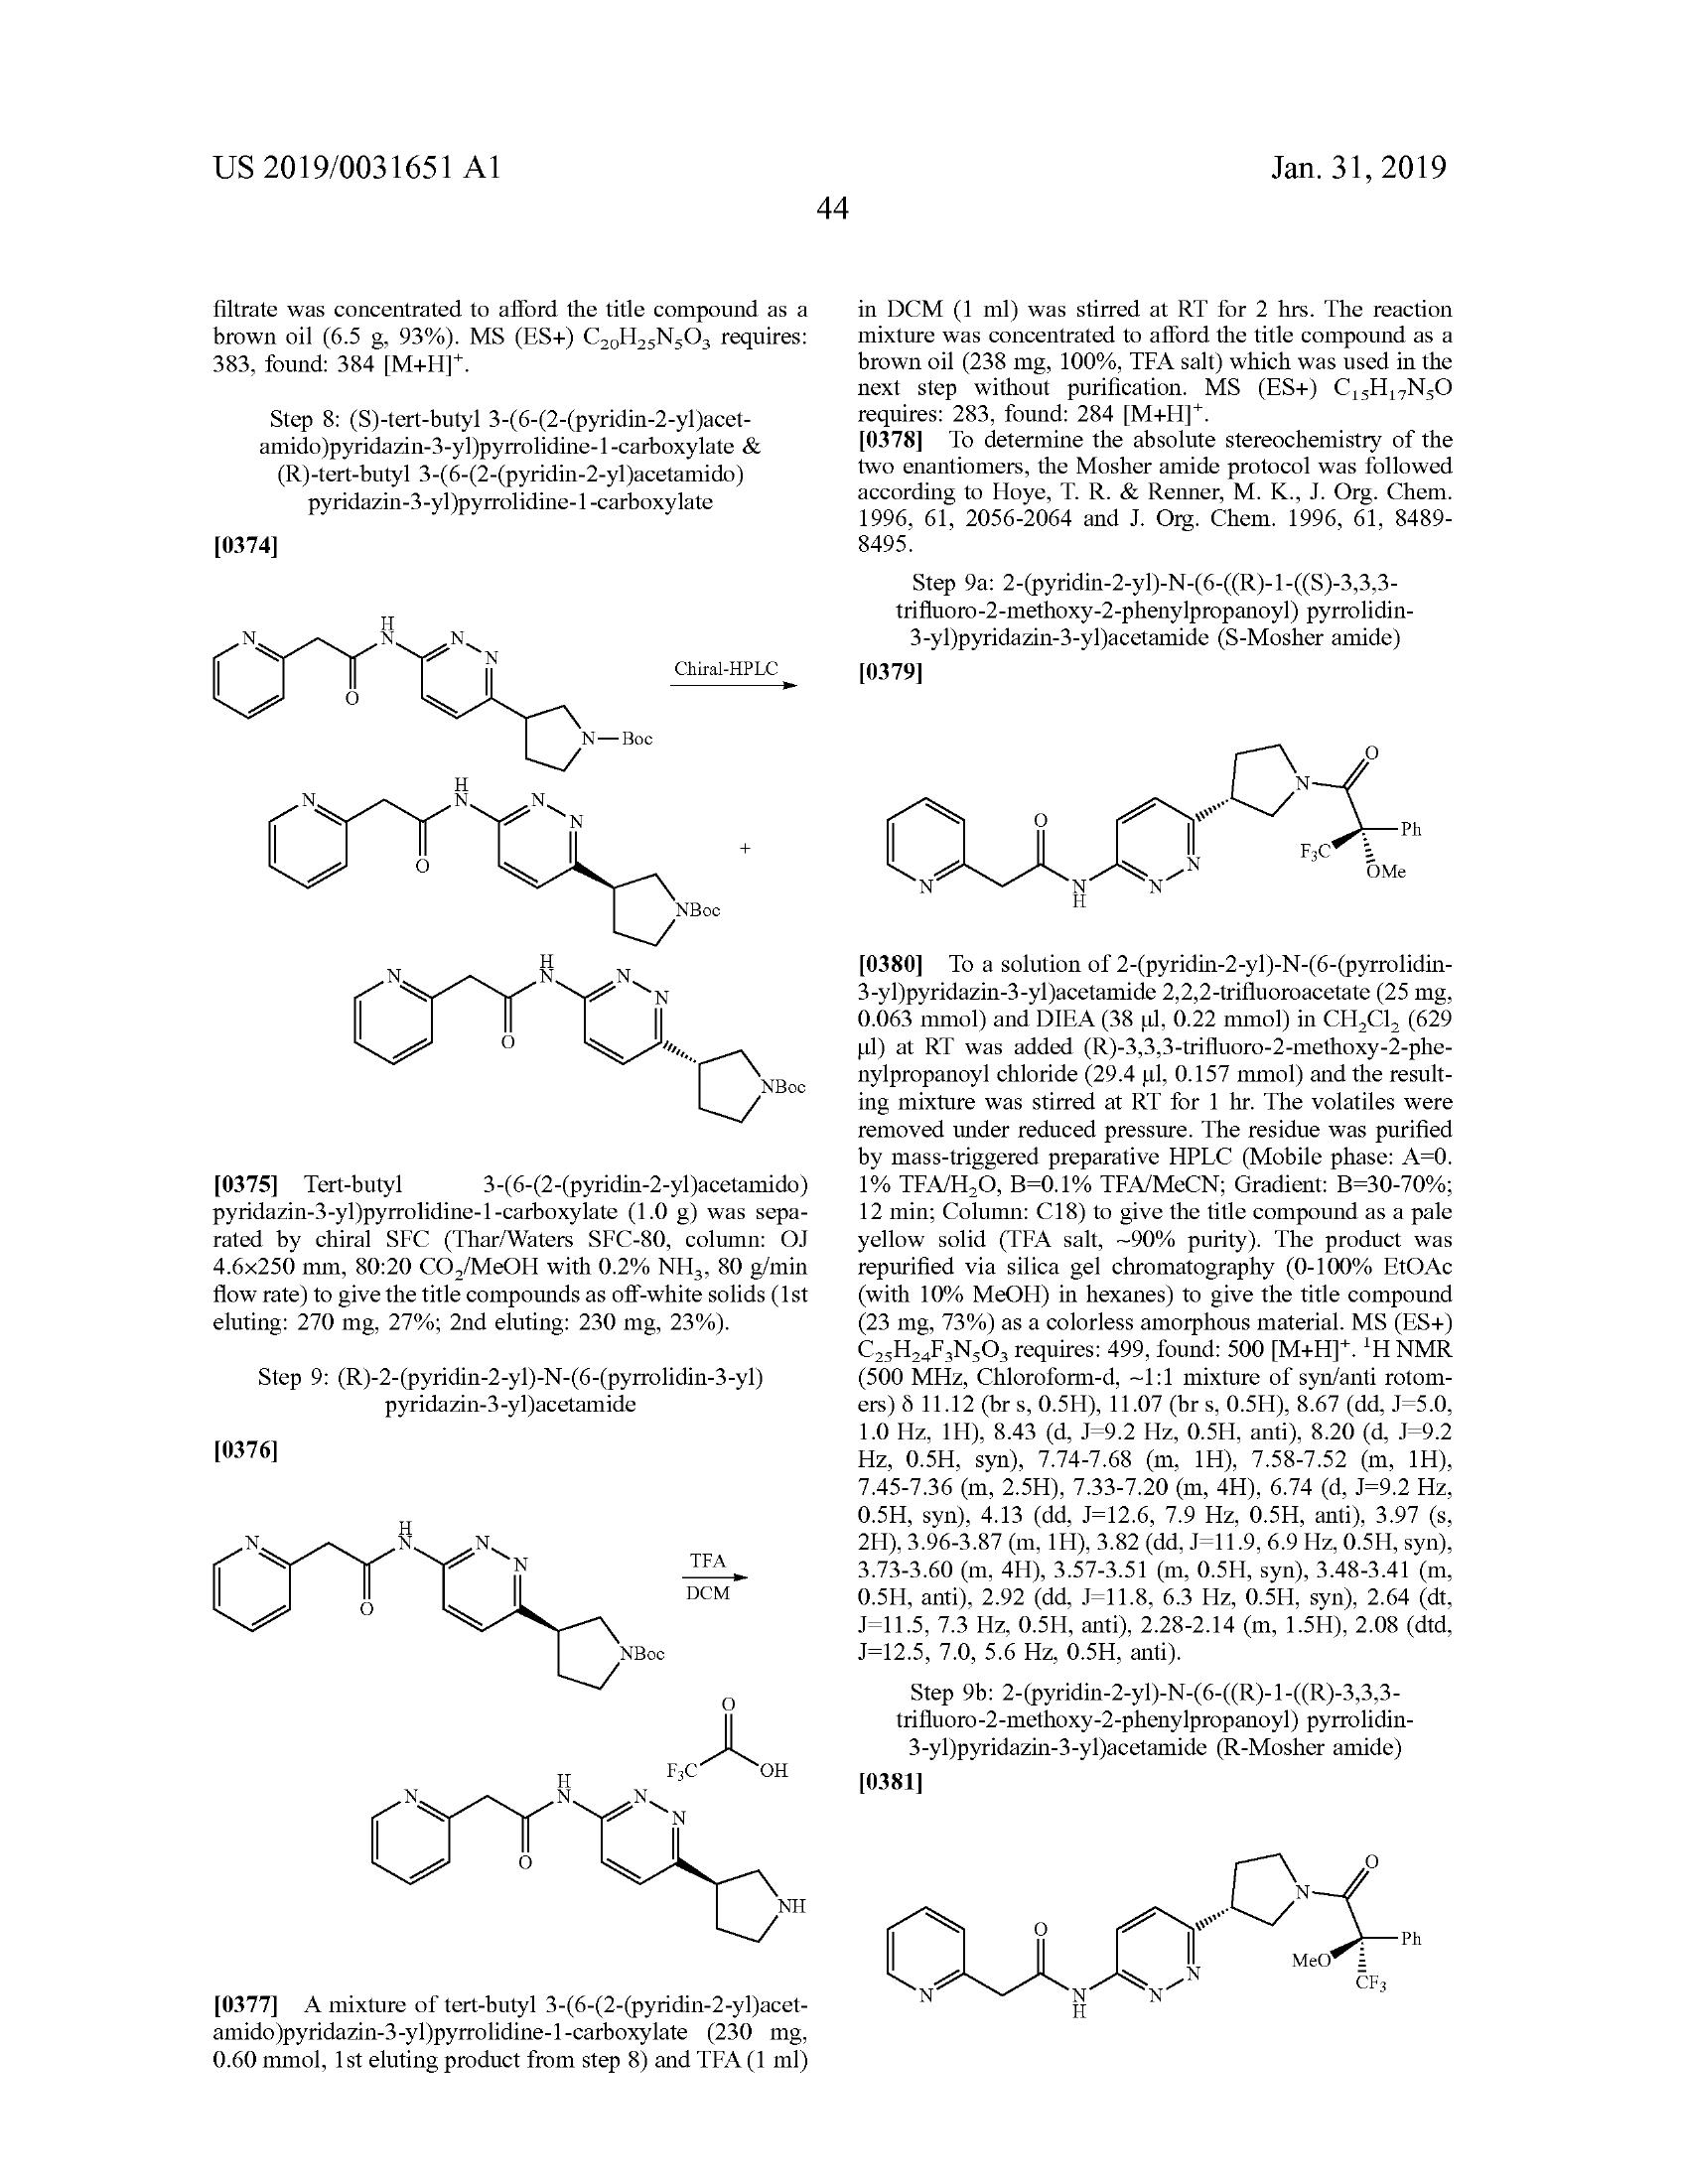 US 2019/0031651 A1
Jan. 31, 2019
44
filtrate was concentrated to afford the title compound as a
brown oil (6.5 g, 93%). MS (ES+) C₂₀H₂₅N₅O₃ requires:
383, found: 384 [M+H]⁺.
Step 8: (S)-tert-butyl 3-(6-(2-(pyridin-2-yl)acet-
amido)pyridazin-3-yl)pyrrolidine-1-carboxylate &
(R)-tert-butyl 3-(6-(2-(pyridin-2-yl)acetamido)
pyridazin-3-yl)pyrrolidine-1-carboxylate
[0374]
H
N
N
N
N
O
Chiral-HPLC
N—Boc
H
N
N
N
N
O
NBoc
+
H
N
N
N
N
O
NBoc
[0375] Tert-butyl 3-(6-(2-(pyridin-2-yl)acetamido)
pyridazin-3-yl)pyrrolidine-1-carboxylate (1.0 g) was sepa-
rated by chiral SFC (Thar/Waters SFC-80, column: OJ
4.6x250 mm, 80:20 CO₂/MeOH with 0.2% NH₃, 80 g/min
flow rate) to give the title compounds as off-white solids (1st
eluting: 270 mg, 27%; 2nd eluting: 230 mg, 23%).
Step 9: (R)-2-(pyridin-2-yl)-N-(6-(pyrrolidin-3-yl)
pyridazin-3-yl)acetamide
[0376]
H
N
N
N
N
O
TFA
DCM
NBoc
O
F₃C
OH
H
N
N
N
N
O
NH
[0377] A mixture of tert-butyl 3-(6-(2-(pyridin-2-yl)acet-
amido)pyridazin-3-yl)pyrrolidine-1-carboxylate (230 mg,
0.60 mmol, 1st eluting product from step 8) and TFA (1 ml)
in DCM (1 ml) was stirred at RT for 2 hrs. The reaction
mixture was concentrated to afford the title compound as a
brown oil (238 mg, 100%, TFA salt) which was used in the
next step without purification. MS (ES+) C₁₅H₁₇N₅O
requires: 283, found: 284 [M+H]⁺.
[0378] To determine the absolute stereochemistry of the
two enantiomers, the Mosher amide protocol was followed
according to Hoye, T. R. & Renner, M. K., J. Org. Chem.
1996, 61, 2056-2064 and J. Org. Chem. 1996, 61, 8489-
8495.
Step 9a: 2-(pyridin-2-yl)-N-(6-((R)-1-((S)-3,3,3-
trifluoro-2-methoxy-2-phenylpropanoyl) pyrrolidin-
3-yl)pyridazin-3-yl)acetamide (S-Mosher amide)
[0379]
O
N
Ph
F₃C
OMe
O
N
N
N
N
H
[0380] To a solution of 2-(pyridin-2-yl)-N-(6-(pyrrolidin-
3-yl)pyridazin-3-yl)acetamide 2,2,2-trifluoroacetate (25 mg,
0.063 mmol) and DIEA (38 µl, 0.22 mmol) in CH₂Cl₂ (629
µl) at RT was added (R)-3,3,3-trifluoro-2-methoxy-2-phe-
nylpropanoyl chloride (29.4 µl, 0.157 mmol) and the result-
ing mixture was stirred at RT for 1 hr. The volatiles were
removed under reduced pressure. The residue was purified
by mass-triggered preparative HPLC (Mobile phase: A=0.
1% TFA/H₂O, B=0.1% TFA/MeCN; Gradient: B=30-70%;
12 min; Column: C18) to give the title compound as a pale
yellow solid (TFA salt, ~90% purity). The product was
repurified via silica gel chromatography (0-100% EtOAc
(with 10% MeOH) in hexanes) to give the title compound
(23 mg, 73%) as a colorless amorphous material. MS (ES+)
C₂₅H₂₄F₃N₅O₃ requires: 499, found: 500 [M+H]⁺. ¹H NMR
(500 MHz, Chloroform-d, ~1:1 mixture of syn/anti rotom-
ers) δ 11.12 (br s, 0.5H), 11.07 (br s, 0.5H), 8.67 (dd, J=5.0,
1.0 Hz, 1H), 8.43 (d, J=9.2 Hz, 0.5H, anti), 8.20 (d, J=9.2
Hz, 0.5H, syn), 7.74-7.68 (m, 1H), 7.58-7.52 (m, 1H),
7.45-7.36 (m, 2.5H), 7.33-7.20 (m, 4H), 6.74 (d, J=9.2 Hz,
0.5H, syn), 4.13 (dd, J=12.6, 7.9 Hz, 0.5H, anti), 3.97 (s,
2H), 3.96-3.87 (m, 1H), 3.82 (dd, J=11.9, 6.9 Hz, 0.5H, syn),
3.73-3.60 (m, 4H), 3.57-3.51 (m, 0.5H, syn), 3.48-3.41 (m,
0.5H, anti), 2.92 (dd, J=11.8, 6.3 Hz, 0.5H, syn), 2.64 (dt,
J=11.5, 7.3 Hz, 0.5H, anti), 2.28-2.14 (m, 1.5H), 2.08 (dtd,
J=12.5, 7.0, 5.6 Hz, 0.5H, anti).
Step 9b: 2-(pyridin-2-yl)-N-(6-((R)-1-((R)-3,3,3-
trifluoro-2-methoxy-2-phenylpropanoyl) pyrrolidin-
3-yl)pyridazin-3-yl)acetamide (R-Mosher amide)
[0381]
O
N
Ph
MeO
CF₃
O
N
N
N
N
H